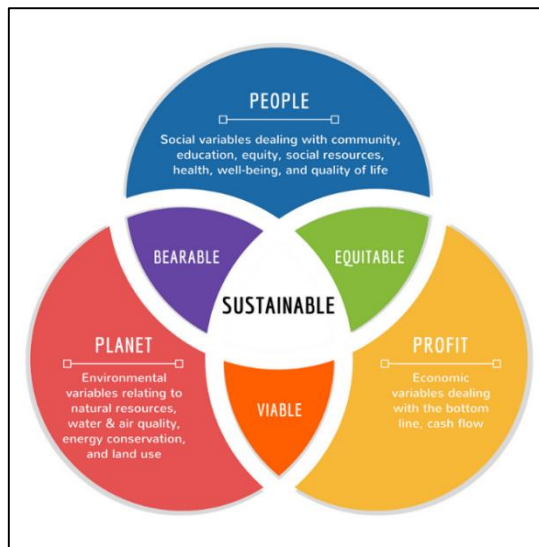 PEOPLE
Social variables dealing with community,
education, equity, social resources,
health, well-being, and quality of life
BEARABLE
EQUITABLE
SUSTAINABLE
PLANET
Environmental
variables relating to
natural resources,
water & air quality,
energy conservation,
and land use
PROFIT
Economic
variables dealing
with the bottom
line, cash flow
VIABLE